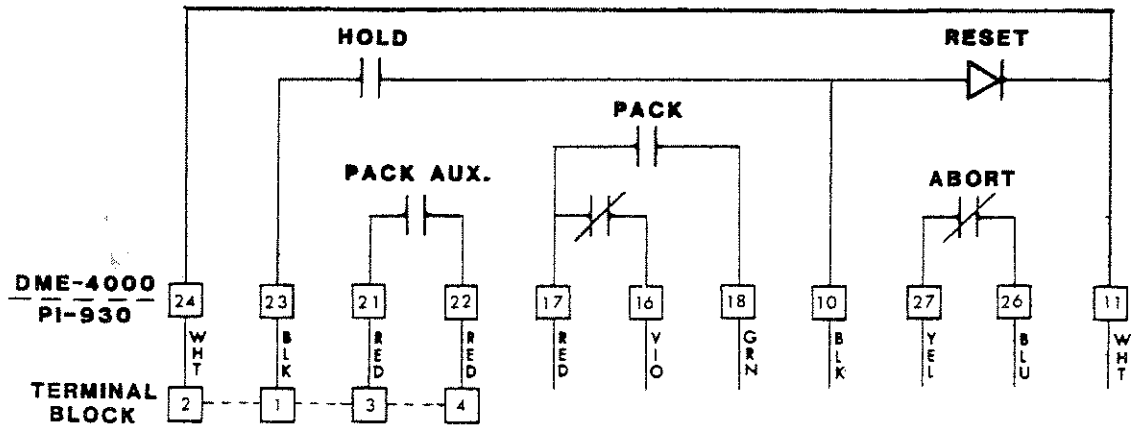 HOLD
RESET
PACK
PACK AUX.
ABORT
DME-4000
PI-930
24 23 21 22 17 16 18 10 27 26 11
WHT BLK RED RED RED VIO GRN BLK YEL BLU WHT
TERMINAL
BLOCK
2 1 3 4